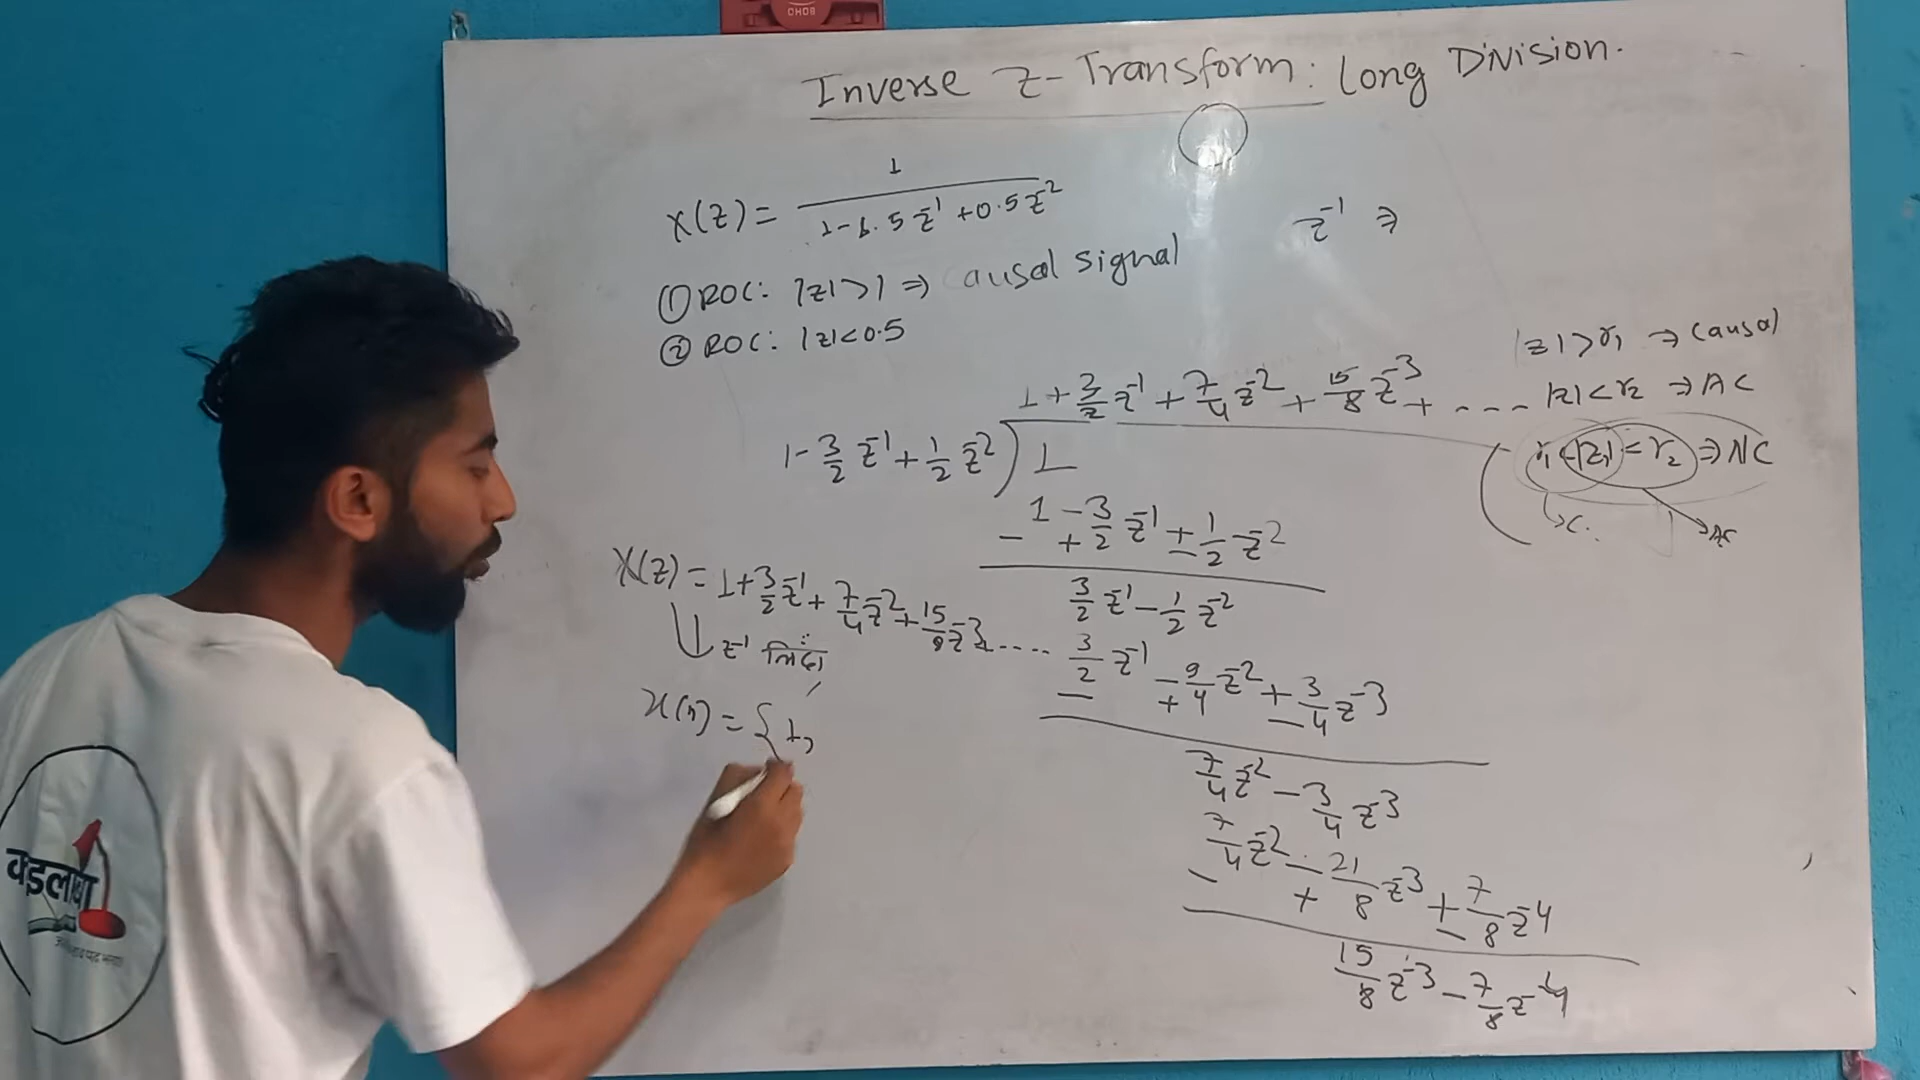 BOHO
Inverse Z-Transform: Long Division.
X(z) = 1 / (1-1.5z⁻¹ + 0.5z⁻²)
z⁻¹ ⇒
① ROC: |z|>1 ⇒ causal signal
② ROC: |z|<0.5
|z|>r₁ ⇒ causal
|z|<r₂ ⇒ AC
r₁<|z₁|=r₂ ⇒ NC
↳C.
↳AC
1 + 3/2 z⁻¹ + 7/4 z⁻² + 15/8 z⁻³ + ----
1 - 3/2 z⁻¹ + 1/2 z⁻² ) 1
1 - 3/2 z⁻¹ + 1/2 z⁻²
- + -
3/2 z⁻¹ - 1/2 z⁻²
3/2 z⁻¹ - 9/4 z⁻² + 3/4 z⁻³
- + -
7/4 z⁻² - 3/4 z⁻³
7/4 z⁻² - 21/8 z⁻³ + 7/8 z⁻⁴
- + -
15/8 z⁻³ - 7/8 z⁻⁴
X(z) = 1 + 3/2 z⁻¹ + 7/4 z⁻² + 15/8 z⁻³ + ....
z⁻¹ लिंदा
x(n) = {1,